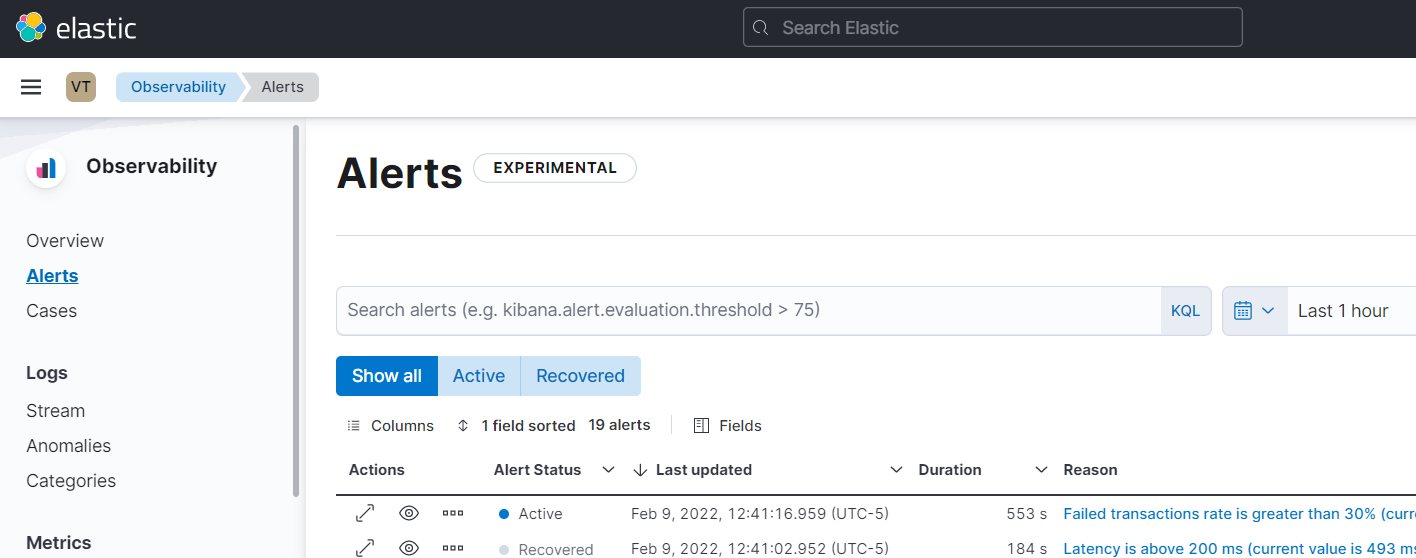 elastic
Search Elastic
VT
Observability
Alerts
Observability
Overview
Alerts
Cases
Logs
Stream
Anomalies
Categories
Metrics
Alerts
EXPERIMENTAL
Search alerts (e.g. kibana.alert.evaluation.threshold > 75)
KQL
Last 1 hour
Show all
Active
Recovered
Columns
1 field sorted
19 alerts
Fields
Actions
Alert Status
Last updated
Duration
Reason
Active
Feb 9, 2022, 12:41:16.959 (UTC-5)
553 s
Failed transactions rate is greater than 30% (curr
Recovered
Feb 9, 2022, 12:41:02.952 (UTC-5)
184 s
Latency is above 200 ms (current value is 493 ms